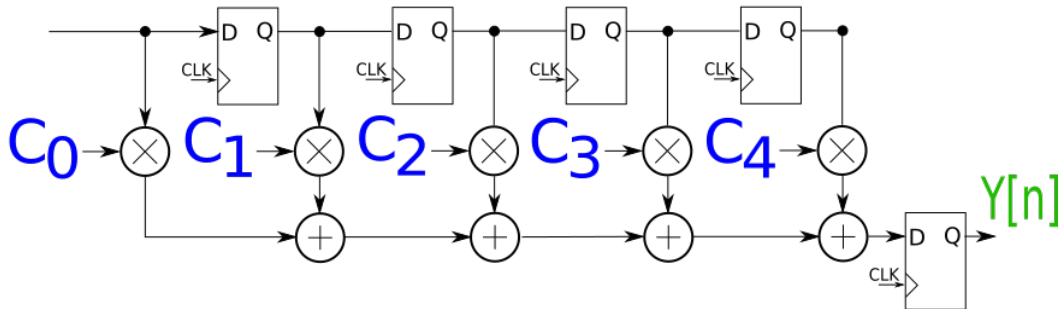 D Q D Q D Q D Q
CLK CLK CLK CLK
C0 C1 C2 C3 C4
Y[n]
D Q
CLK